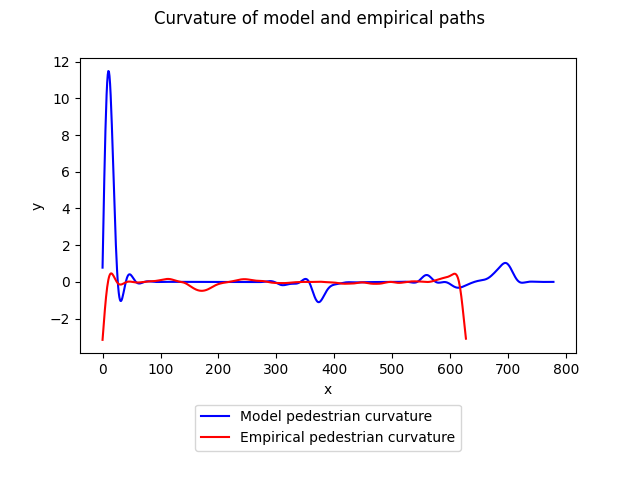 Curvature of model and empirical paths
12
10
8
6
4
2
0
−2
y
0 100 200 300 400 500 600 700 800
x
Model pedestrian curvature
Empirical pedestrian curvature